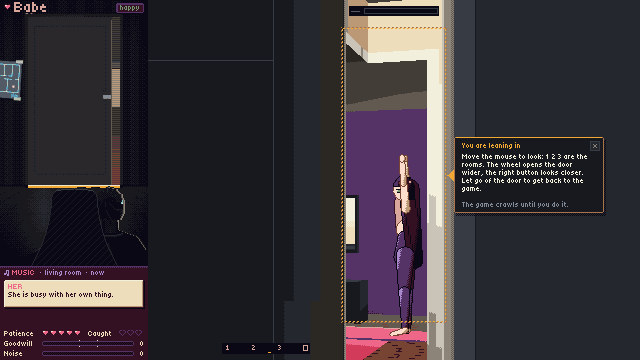 Babe
happy
You are leaning in
Move the mouse to look: 1 2 3 are the
rooms. The wheel opens the door
wider, the right button looks closer.
Let go of the door to get back to the
game.
The game crawls until you do it.
MUSIC · living room · now
HER
She is busy with her own thing.
Patience
Caught
Goodwill 0
Noise 0
1 2 3